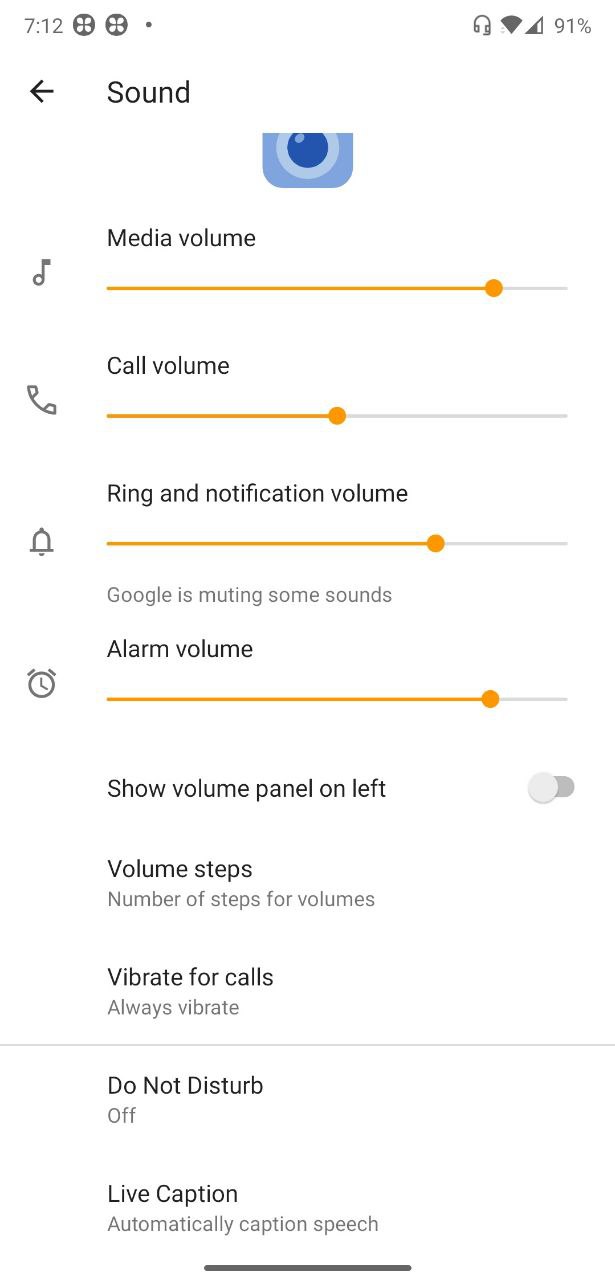 7:12 91%
Sound
Media volume
Call volume
Ring and notification volume
Google is muting some sounds
Alarm volume
Show volume panel on left
Volume steps
Number of steps for volumes
Vibrate for calls
Always vibrate
Do Not Disturb
Off
Live Caption
Automatically caption speech